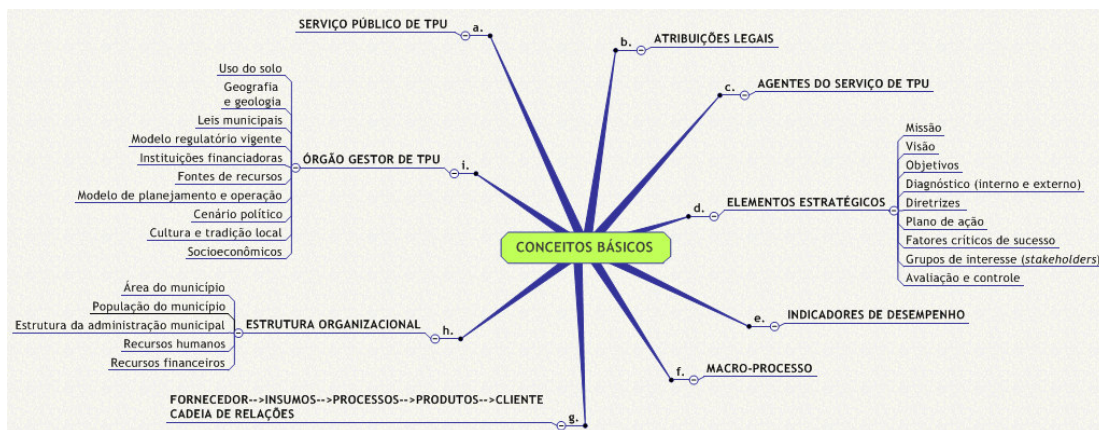 CONCEITOS BÁSICOS
a.
SERVIÇO PÚBLICO DE TPU
b.
ATRIBUIÇÕES LEGAIS
c.
AGENTES DO SERVIÇO DE TPU
d.
ELEMENTOS ESTRATÉGICOS
Missão
Visão
Objetivos
Diagnóstico (interno e externo)
Diretrizes
Plano de ação
Fatores críticos de sucesso
Grupos de interesse (stakeholders)
Avaliação e controle
e.
INDICADORES DE DESEMPENHO
f.
MACRO-PROCESSO
g.
FORNECEDOR-->INSUMOS-->PROCESSOS-->PRODUTOS-->CLIENTE
CADEIA DE RELAÇÕES
h.
ESTRUTURA ORGANIZACIONAL
Área do município
População do município
Estrutura da administração municipal
Recursos humanos
Recursos financeiros
i.
ÓRGÃO GESTOR DE TPU
Uso do solo
Geografia
e geologia
Leis municipais
Modelo regulatório vigente
Instituições financiadoras
Fontes de recursos
Modelo de planejamento e operação
Cenário político
Cultura e tradição local
Socioeconômicos